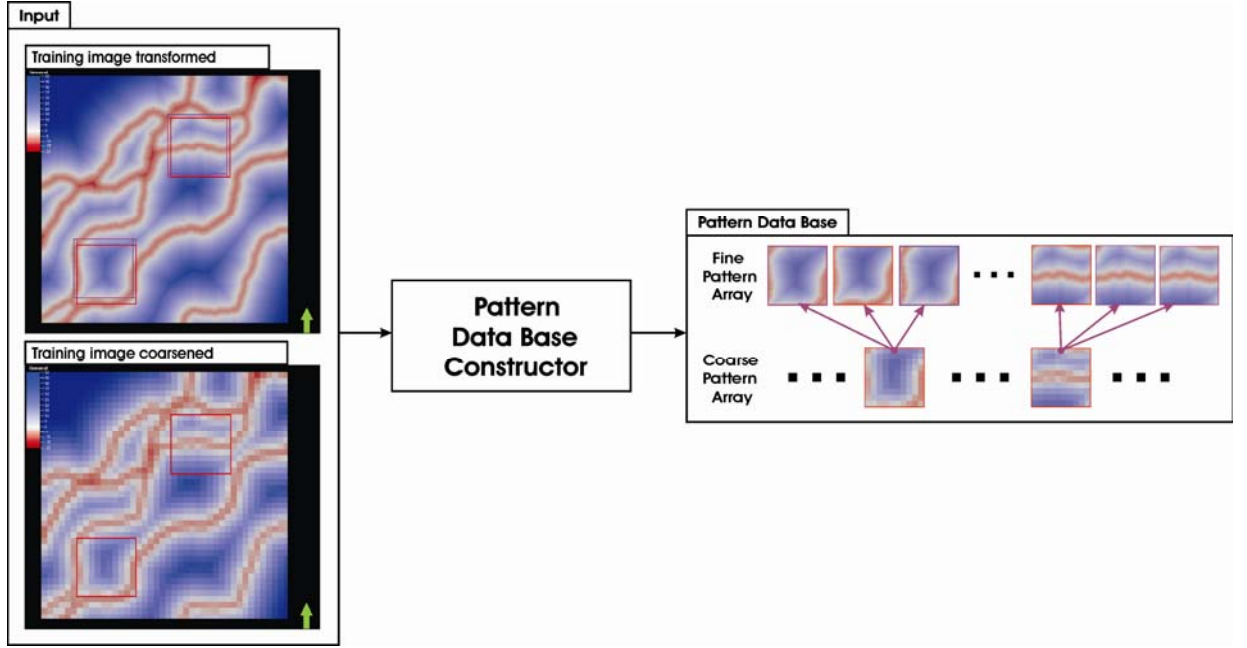 Input
Training image transformed
Training image coarsened
Pattern
Data Base
Constructor
Pattern Data Base
Fine
Pattern
Array
Coarse
Pattern
Array